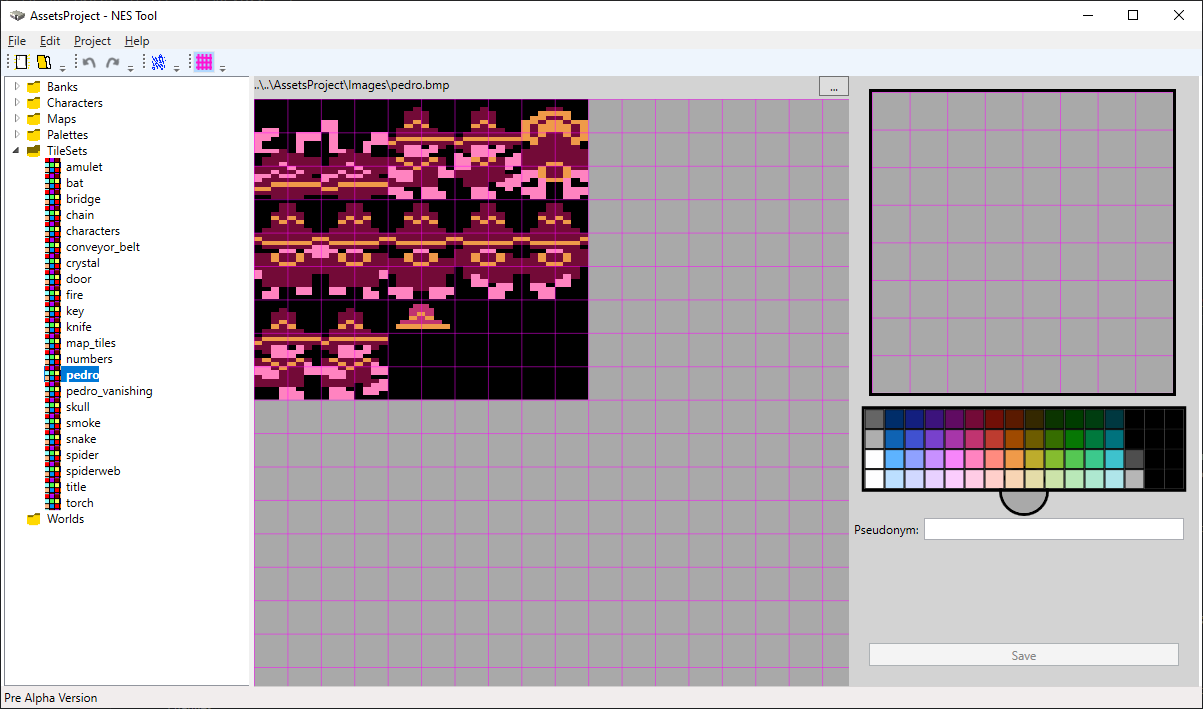 AssetsProject - NES Tool
File Edit Project Help
..\..\AssetsProject\Images\pedro.bmp
...
Banks
Characters
Maps
Palettes
TileSets
amulet
bat
bridge
chain
characters
conveyor_belt
crystal
door
fire
key
knife
map_tiles
numbers
pedro
pedro_vanishing
skull
smoke
snake
spider
spiderweb
title
torch
Worlds
Pseudonym:
Save
Pre Alpha Version